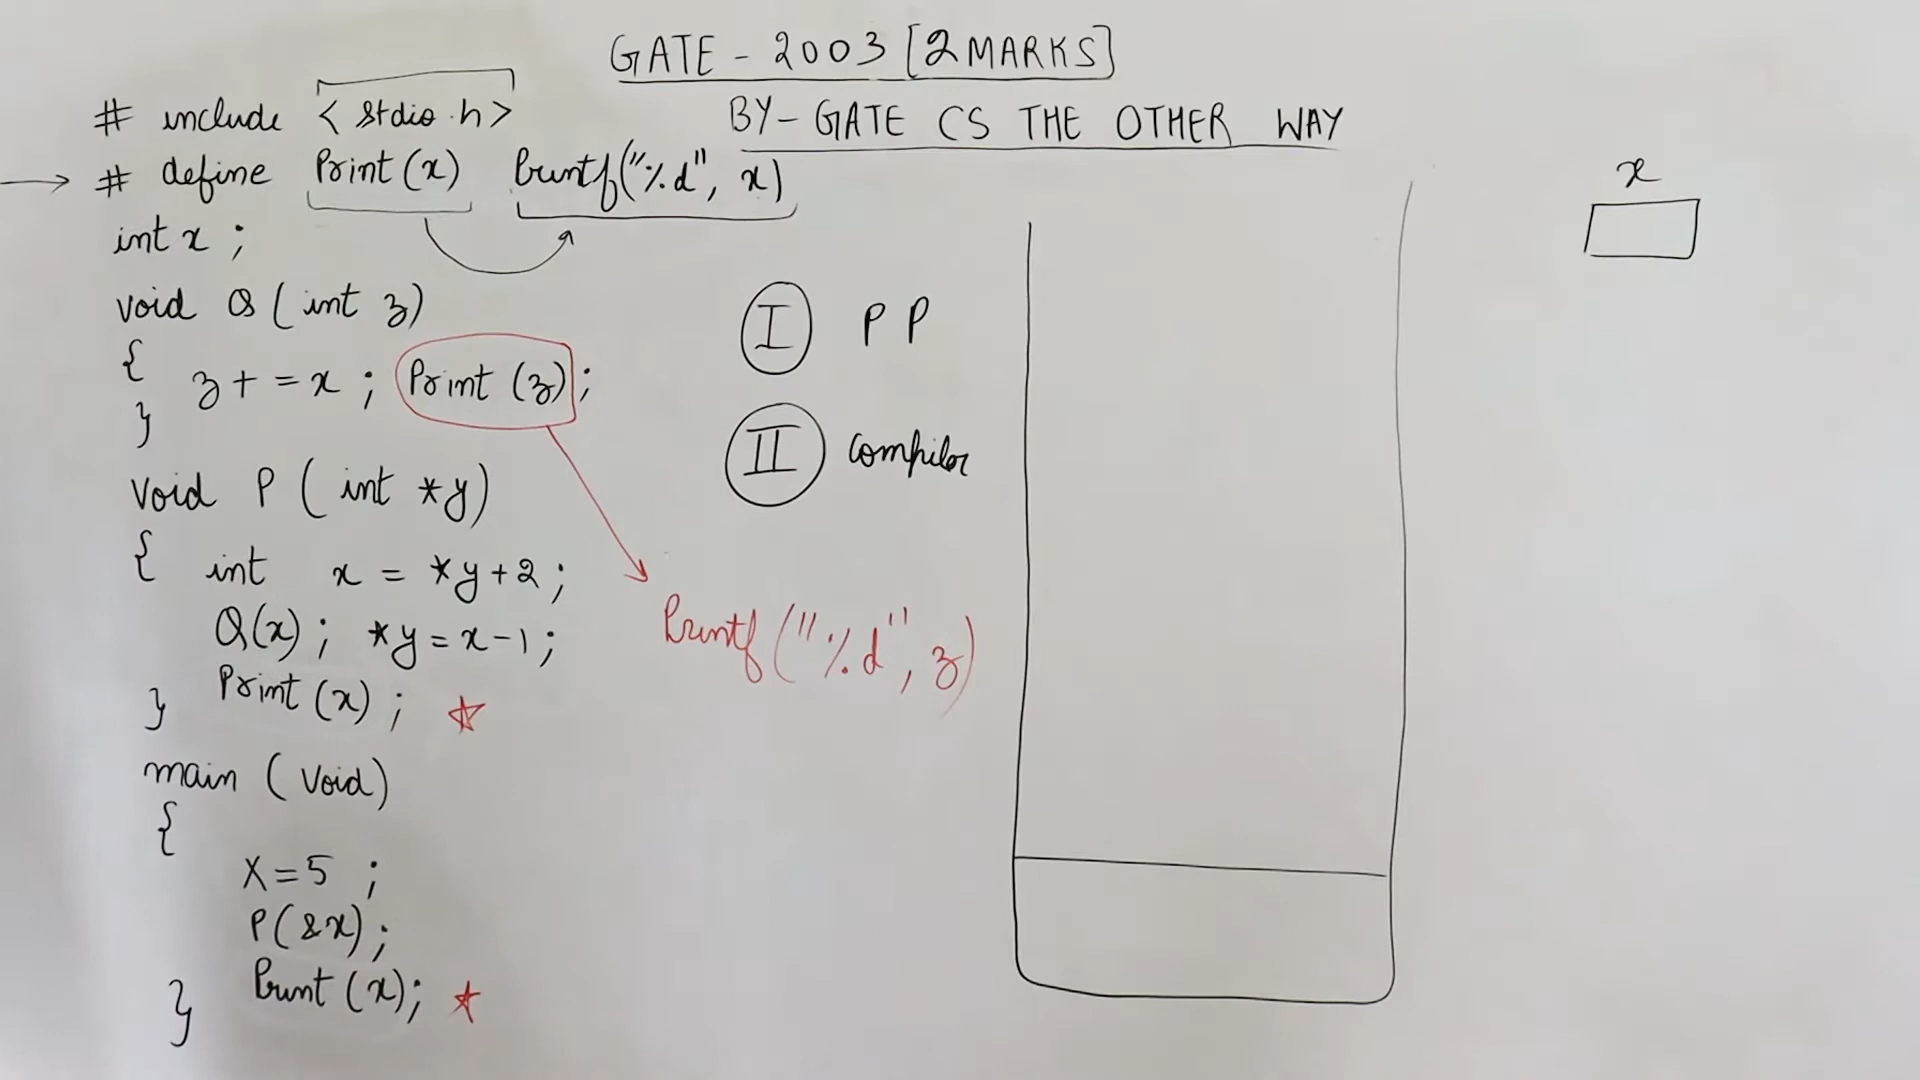 GATE - 2003 [2 MARKS]
BY- GATE CS THE OTHER WAY
# include < stdio.h>
# define Print (x) Printf("%d", x)
int x ;
void Q ( int z)
{
z + = x ; Print (z) ;
}
void P ( int *y)
{ int x = *y+2 ;
Q(x) ; *y = x-1 ;
Print (x) ;
}
main ( void)
{
X=5 ;
P(&x) ;
Print (x);
}
I P P
II Compiler
Printf ("%d", z)
x